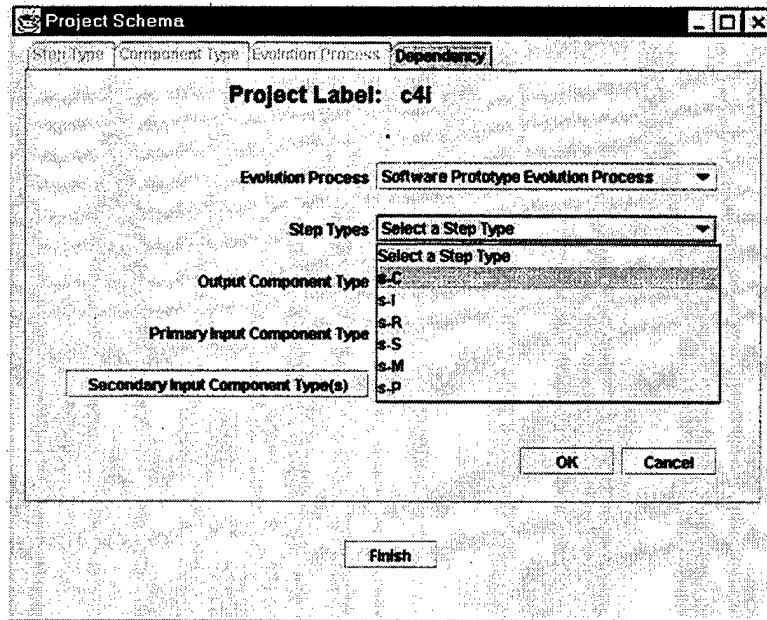 Project Schema
Step Type Component Type Evolution Process Dependency
Project Label: c4i
Evolution Process Software Prototype Evolution Process
Step Types Select a Step Type
Select a Step Type
Output Component Type s-C
s-I
Primary Input Component Type s-R
s-S
s-M
Secondary Input Component Type(s) s-P
OK Cancel
Finish